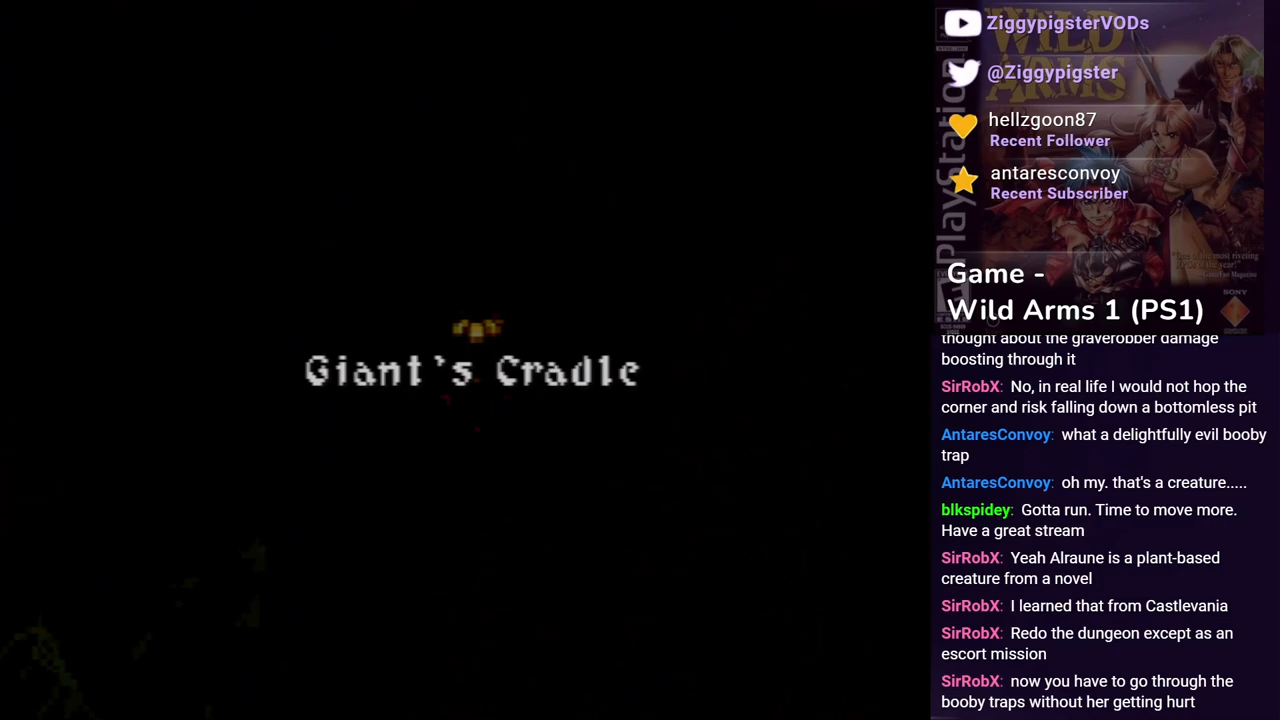 Giant's Cradle
ZiggypigsterVODs
@Ziggypigster
hellzgoon87
Recent Follower
antaresconvoy
Recent Subscriber
WILD
ARMS
PlayStation
Game -
Wild Arms 1 (PS1)
SONY
thought about the graverobber damage
boosting through it
SirRobX: No, in real life I would not hop the
corner and risk falling down a bottomless pit
AntaresConvoy: what a delightfully evil booby
trap
AntaresConvoy: oh my. that's a creature.....
blkspidey: Gotta run. Time to move more.
Have a great stream
SirRobX: Yeah Alraune is a plant-based
creature from a novel
SirRobX: I learned that from Castlevania
SirRobX: Redo the dungeon except as an
escort mission
SirRobX: now you have to go through the
booby traps without her getting hurt